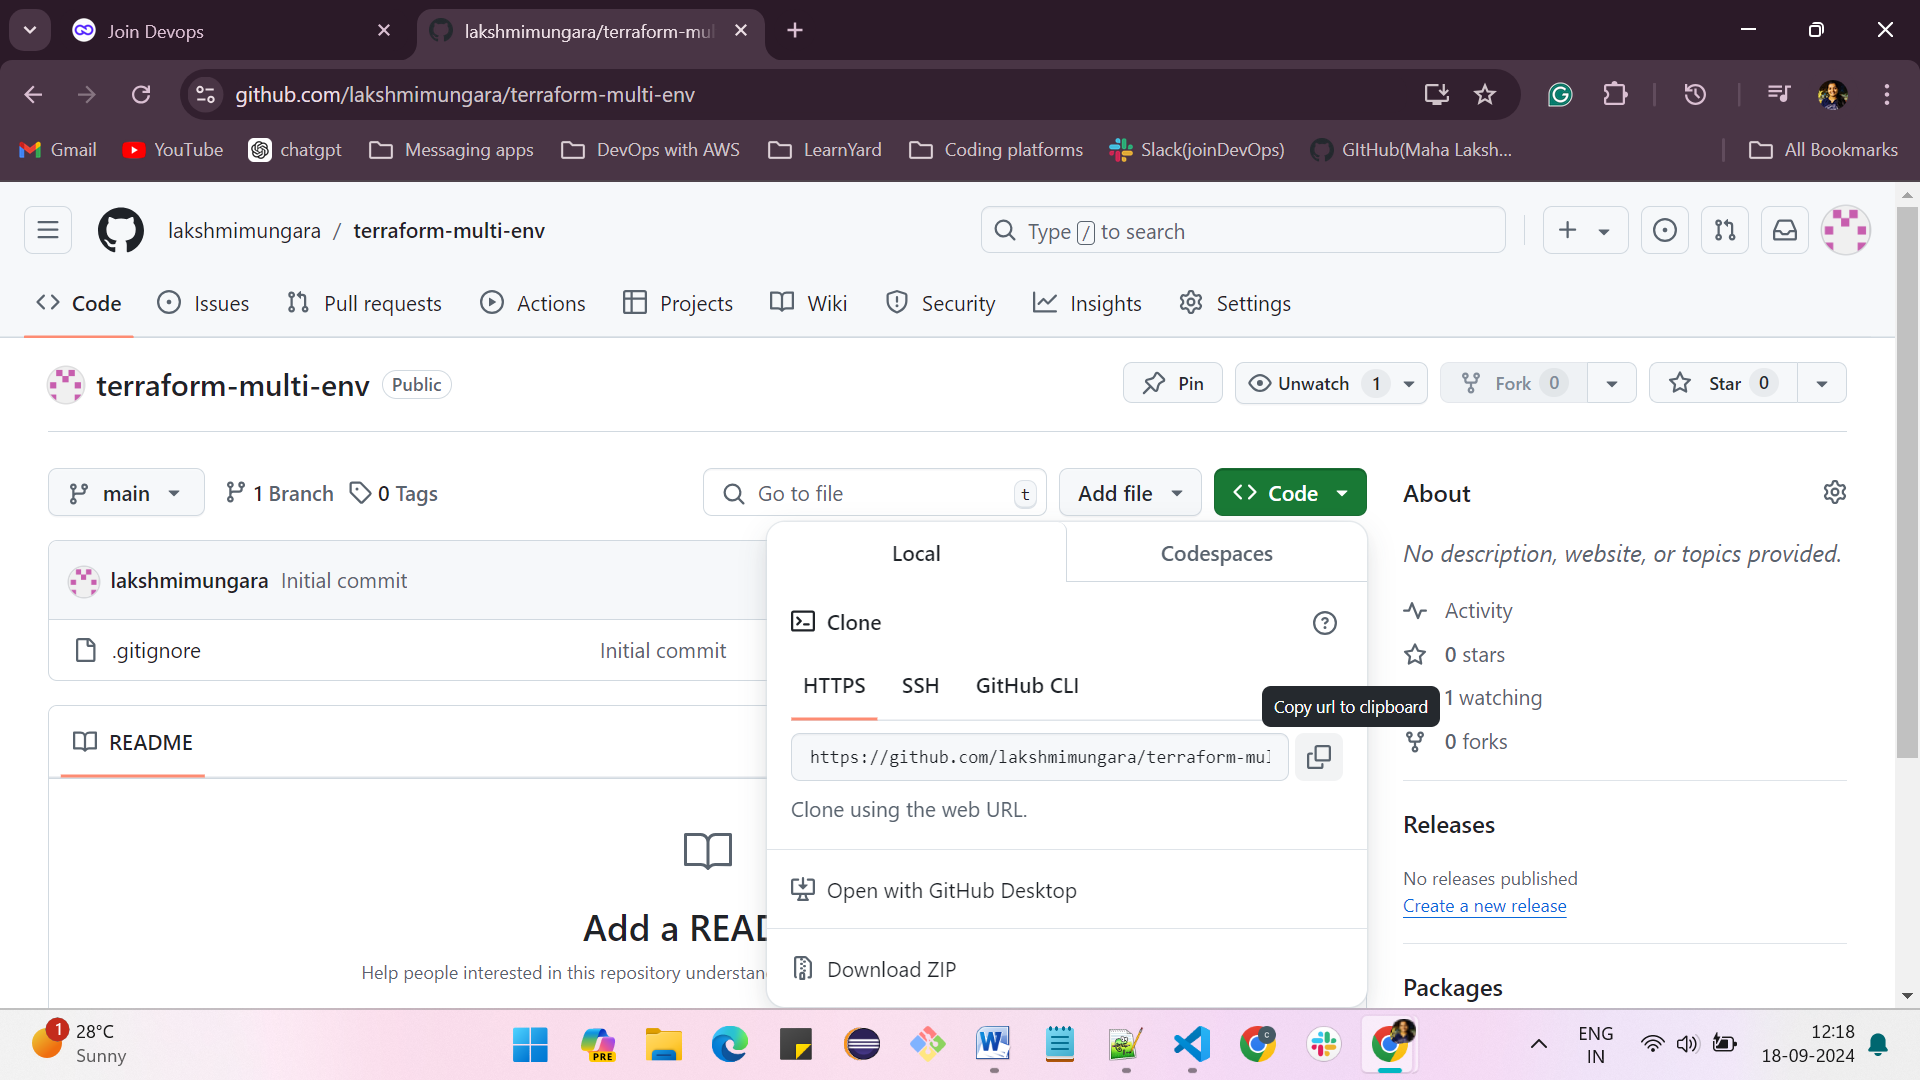 Join Devops
lakshmimungara/terraform-mul
github.com/lakshmimungara/terraform-multi-env
Gmail
YouTube
chatgpt
Messaging apps
DevOps with AWS
LearnYard
Coding platforms
Slack(joinDevOps)
GItHub(Maha Laksh...
All Bookmarks
lakshmimungara / terraform-multi-env
Type / to search
Code
Issues
Pull requests
Actions
Projects
Wiki
Security
Insights
Settings
terraform-multi-env Public
Pin
Unwatch 1
Fork 0
Star 0
main
1 Branch
0 Tags
Go to file t
Add file
Code
About
Local
Codespaces
No description, website, or topics provided.
lakshmimungara Initial commit
Clone
Activity
.gitignore Initial commit
0 stars
HTTPS
SSH
GitHub CLI
Copy url to clipboard
1 watching
README
0 forks
https://github.com/lakshmimungara/terraform-mul
Clone using the web URL.
Releases
Open with GitHub Desktop
No releases published
Create a new release
Add a READ
Help people interested in this repository understan
Download ZIP
Packages
1
28°C
Sunny
PRE
C
ENG
IN
12:18
18-09-2024